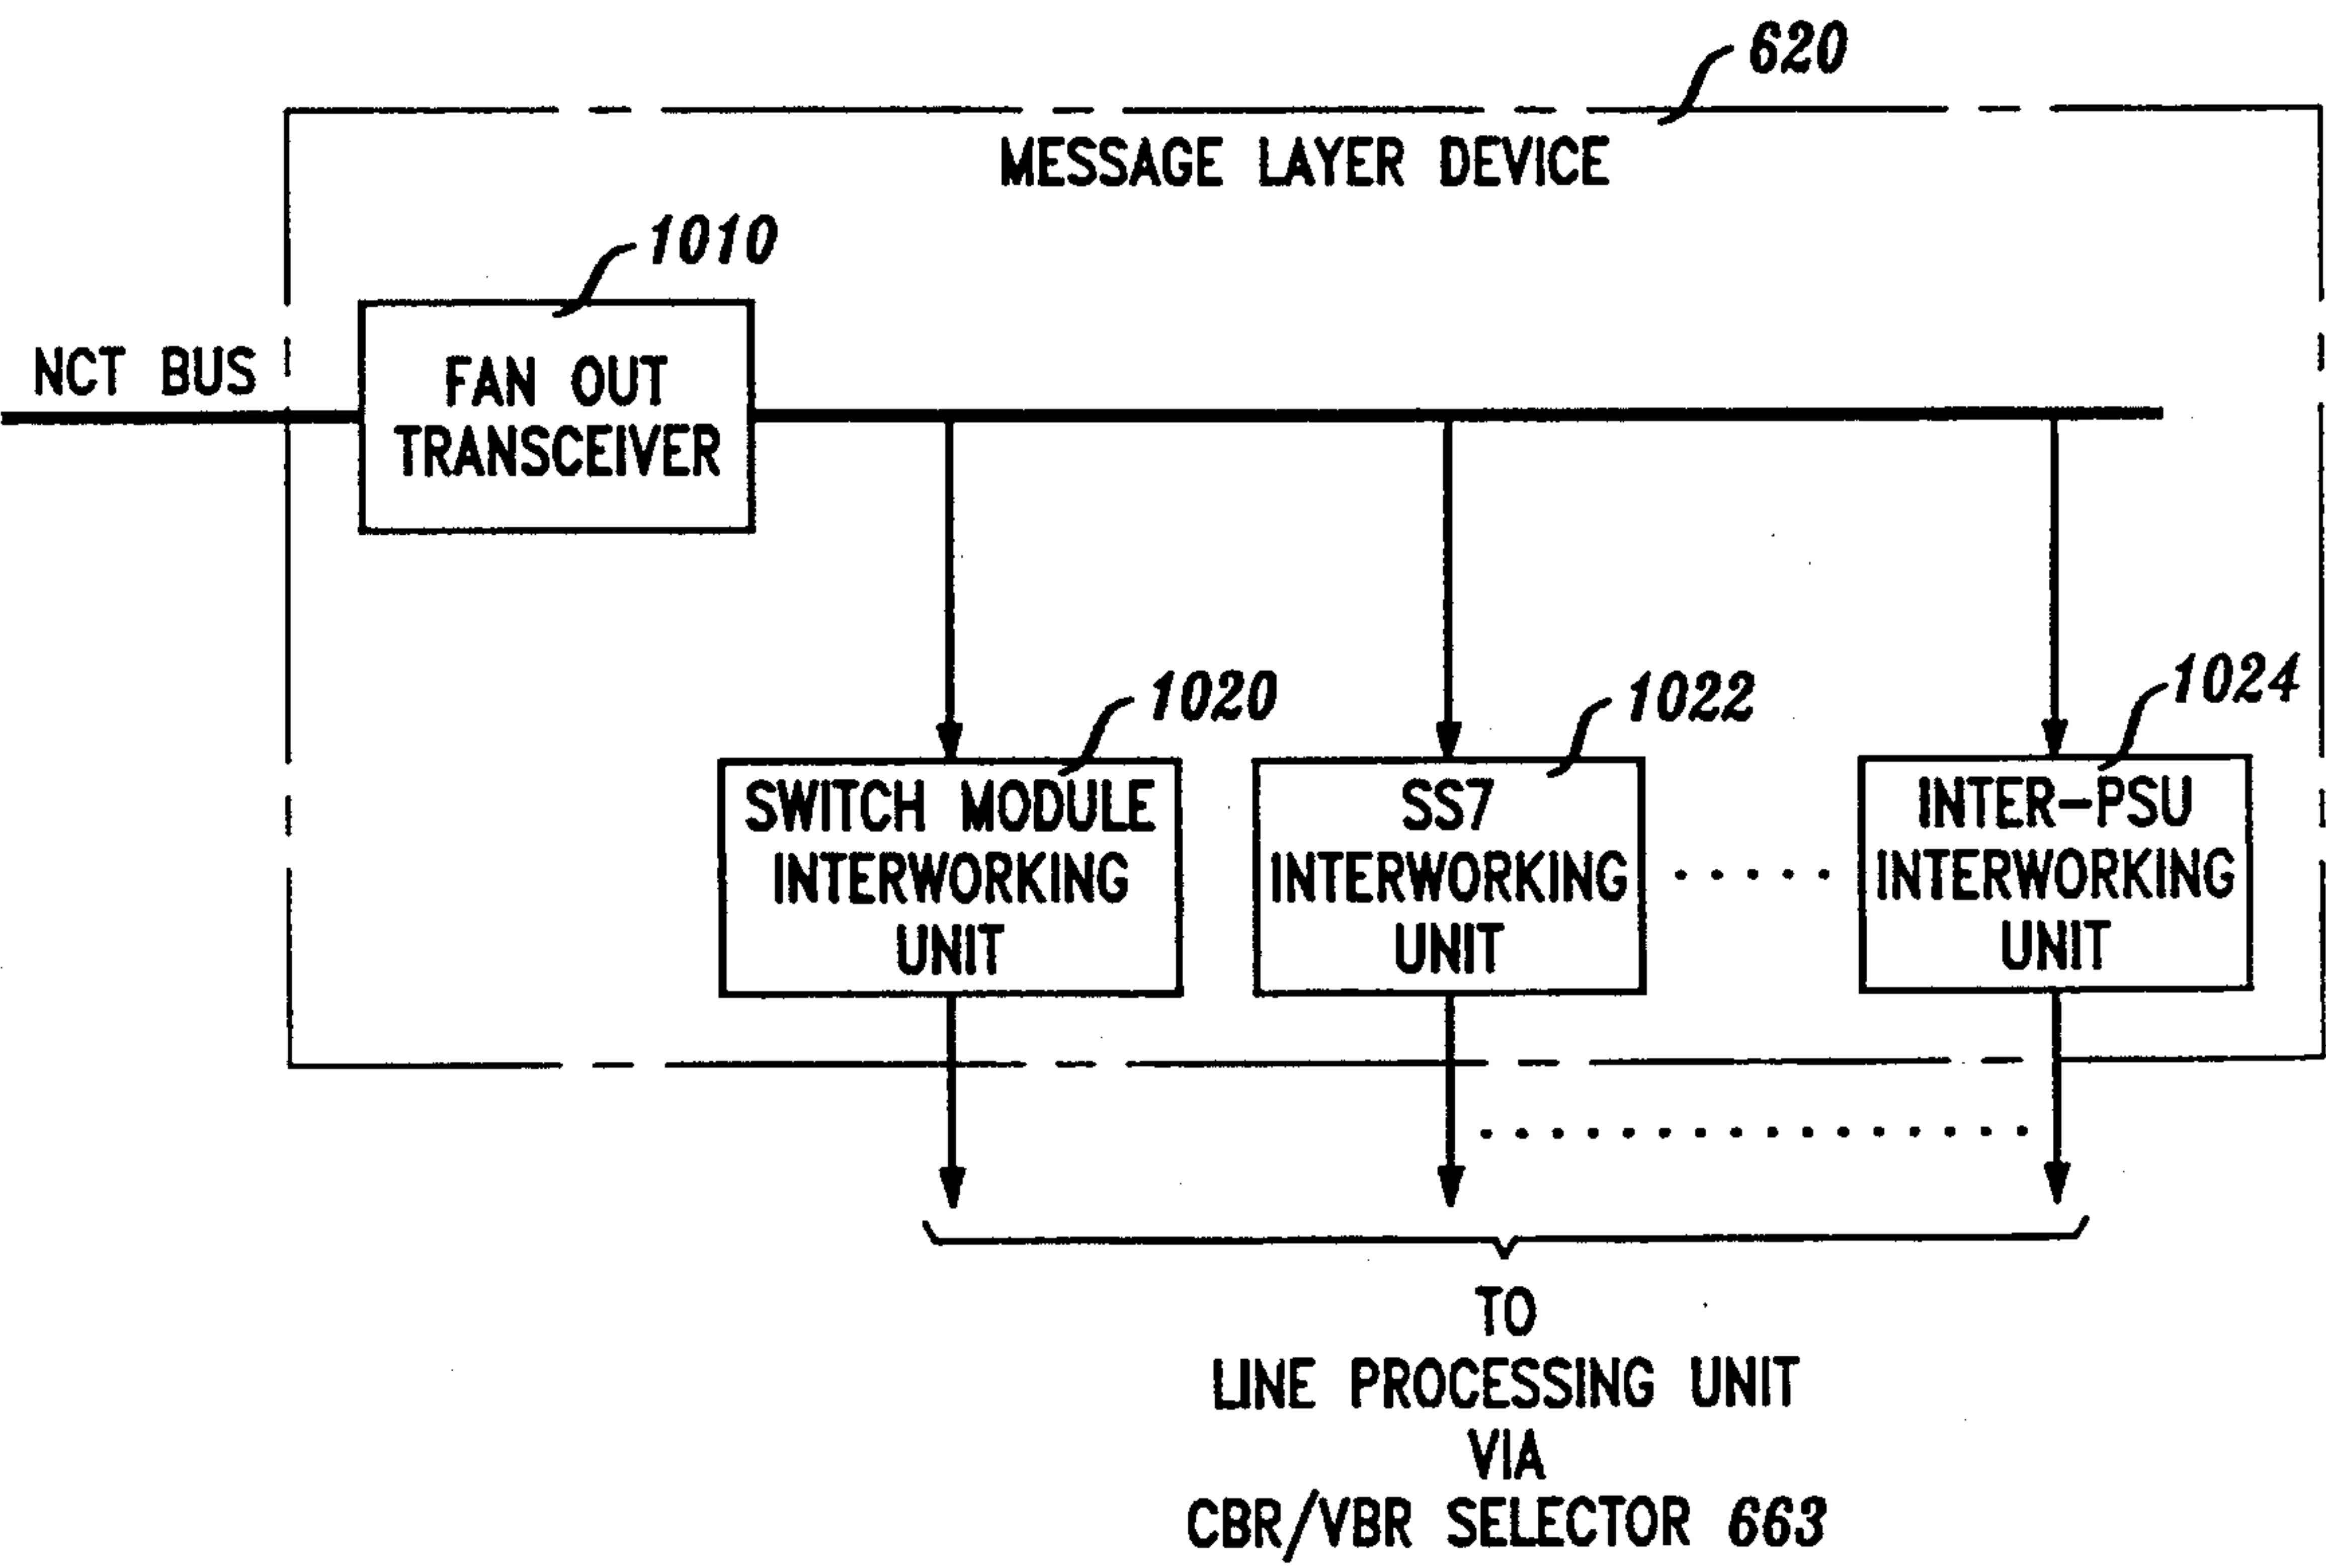 620
MESSAGE LAYER DEVICE
1010
NCT BUS
FAN OUT
TRANSCEIVER
1020
1022
1024
SWITCH MODULE
INTERWORKING
UNIT
SS7
INTERWORKING
UNIT
INTER-PSU
INTERWORKING
UNIT
TO
LINE PROCESSING UNIT
VIA
CBR/VBR SELECTOR 663